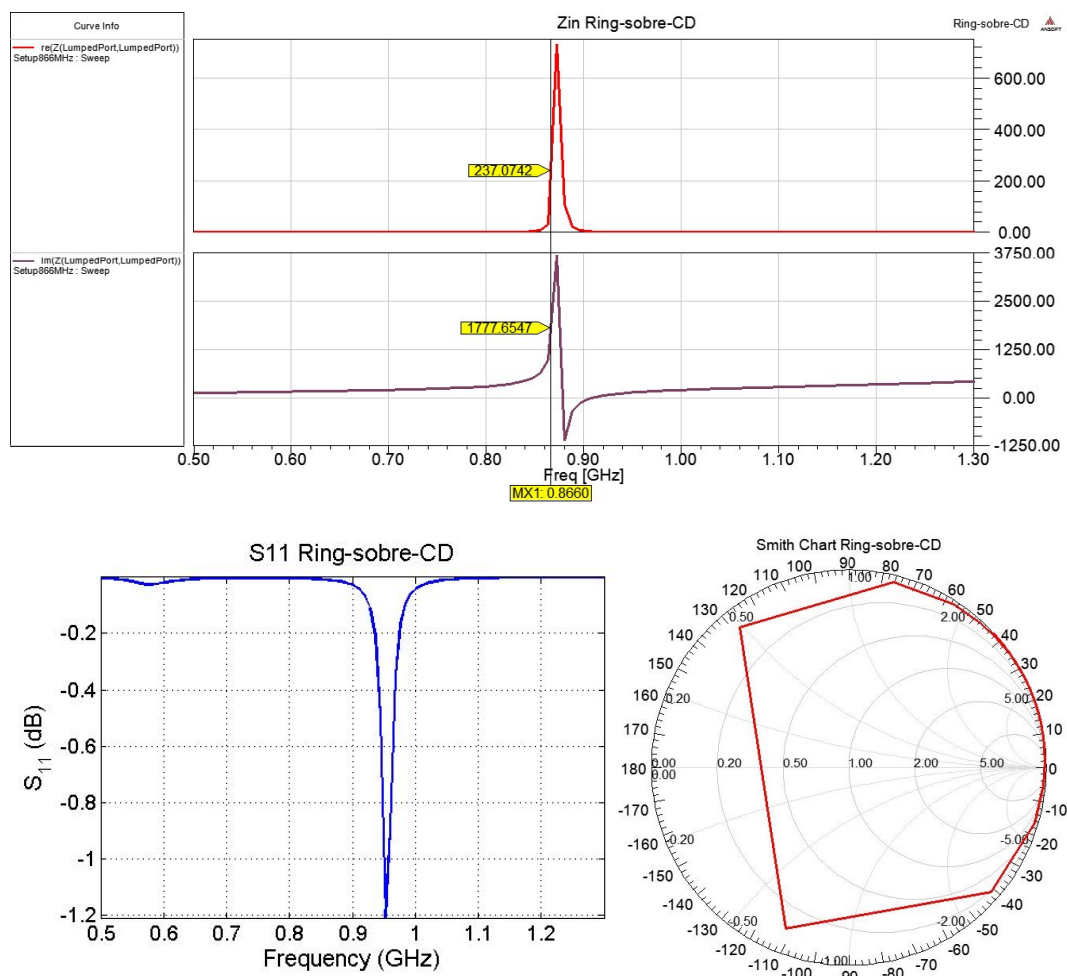 Curve Info
re(Z(LumpedPort,LumpedPort))
Setup866MHz : Sweep
Im(Z(LumpedPort,LumpedPort))
Setup866MHz : Sweep
Zin Ring-sobre-CD
Ring-sobre-CD
ANSOFT
600.00
400.00
200.00
0.00
237.0742
3750.00
2500.00
1250.00
0.00
-1250.00
1777.6547
0.50 0.60 0.70 0.80 0.90 1.00 1.10 1.20 1.30
Freq [GHz]
MX1: 0.8660
S11 Ring-sobre-CD
-0.2
-0.4
-0.6
-0.8
-1
-1.2
S11 (dB)
0.5 0.6 0.7 0.8 0.9 1 1.1 1.2
Frequency (GHz)
Smith Chart Ring-sobre-CD
120 110 100 90 80 70 60 50 40 30 20 10 0
130 140 150 160 170 180
-170 -160 -150 -140 -130 -120 -110 -100 -90 -80 -70 -60 -50 -40 -30 -20 -10
1.00
0.50 2.00
0.20 5.00
0.00 0.20 0.50 1.00 2.00 5.00
0.00
-0.20 -5.00
-0.50 -2.00
-1.00